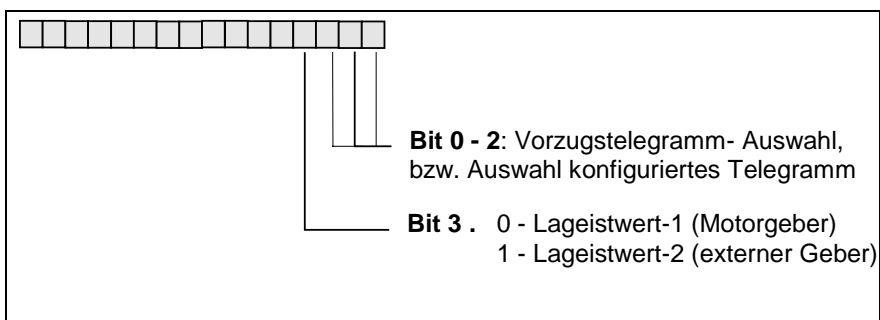 Bit 0 - 2: Vorzugstelegramm- Auswahl,
bzw. Auswahl konfiguriertes Telegramm
Bit 3 . 0 - Lageistwert-1 (Motorgeber)
1 - Lageistwert-2 (externer Geber)